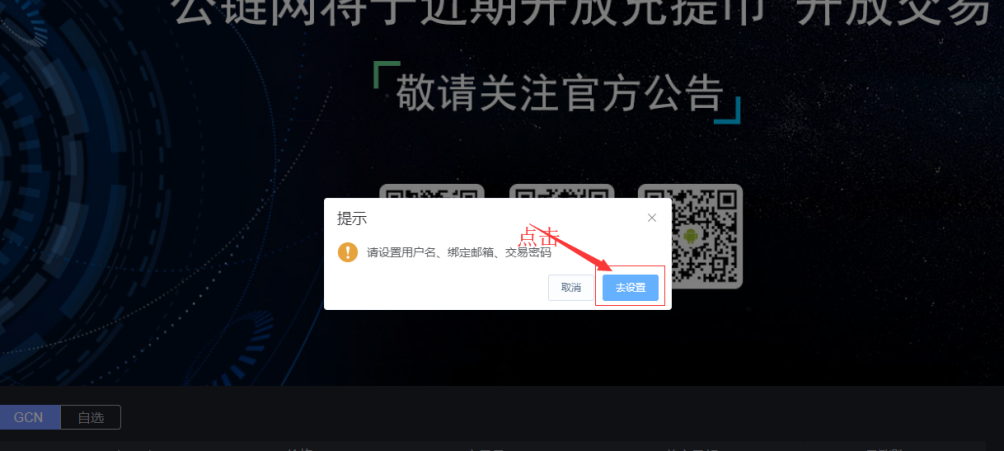 公链网将于近期开放充提币 开放交易
敬请关注官方公告
提示
点击
请设置用户名、绑定邮箱、交易密码
取消
去设置
GCN
自选